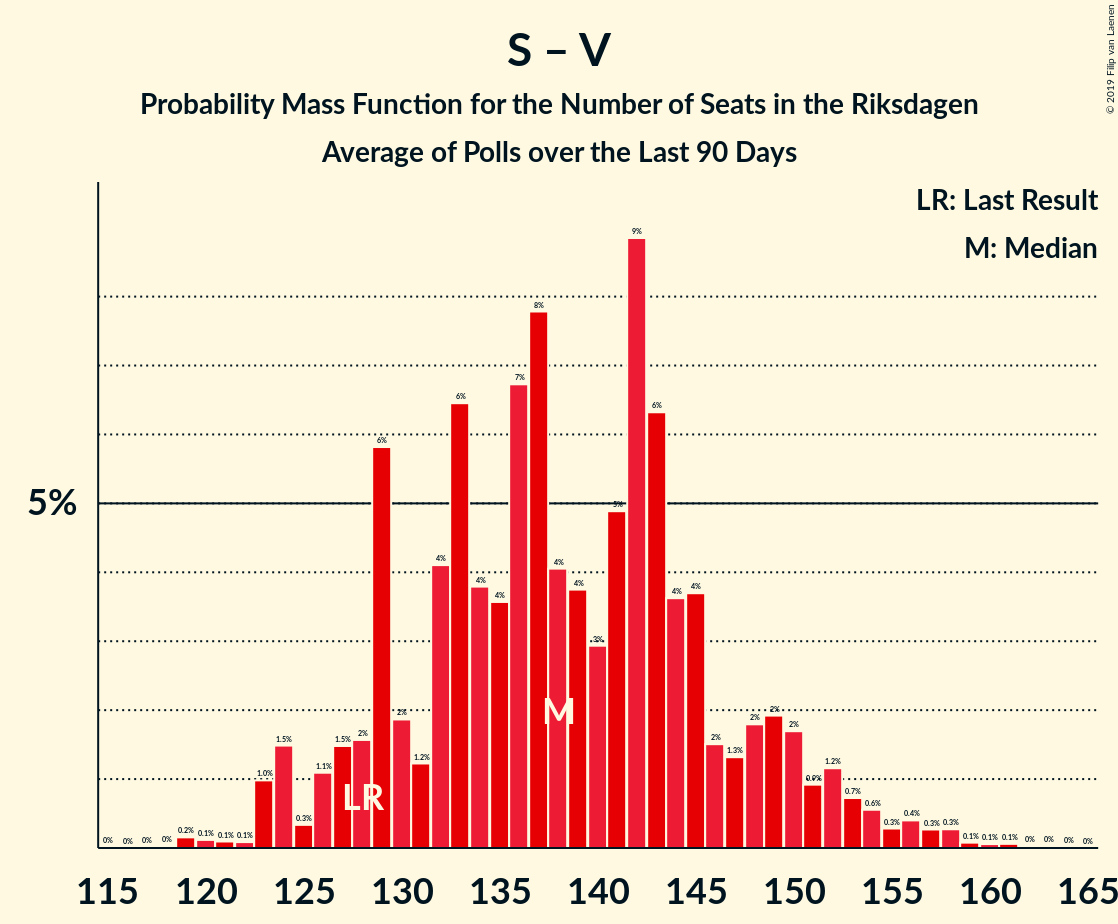 S – V
Probability Mass Function for the Number of Seats in the Riksdagen
Average of Polls over the Last 90 Days
© 2019 Filip van Laenen
LR: Last Result
M: Median
5%
0% 0% 0% 0% 0.2% 0.1% 0.1% 0.1% 1.0% 1.5% 0.3% 1.1% 1.5% 2% 6% 2% 1.2% 4% 6% 4% 4% 7% 8% 4% 4% 3% 5% 9% 6% 4% 4% 2% 1.3% 2% 2% 2% 0.9% 1.2% 0.7% 0.6% 0.3% 0.4% 0.3% 0.3% 0.1% 0.1% 0.1% 0% 0% 0% 0%
M
LR
115 120 125 130 135 140 145 150 155 160 165